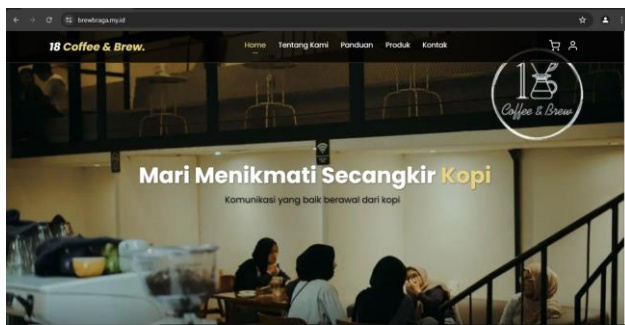 brewbraga.my.id
18 Coffee & Brew.
Home Tentang Kami Panduan Produk Kontak
18
Coffee & Brew
Mari Menikmati Secangkir Kopi
Komunikasi yang baik berawal dari kopi